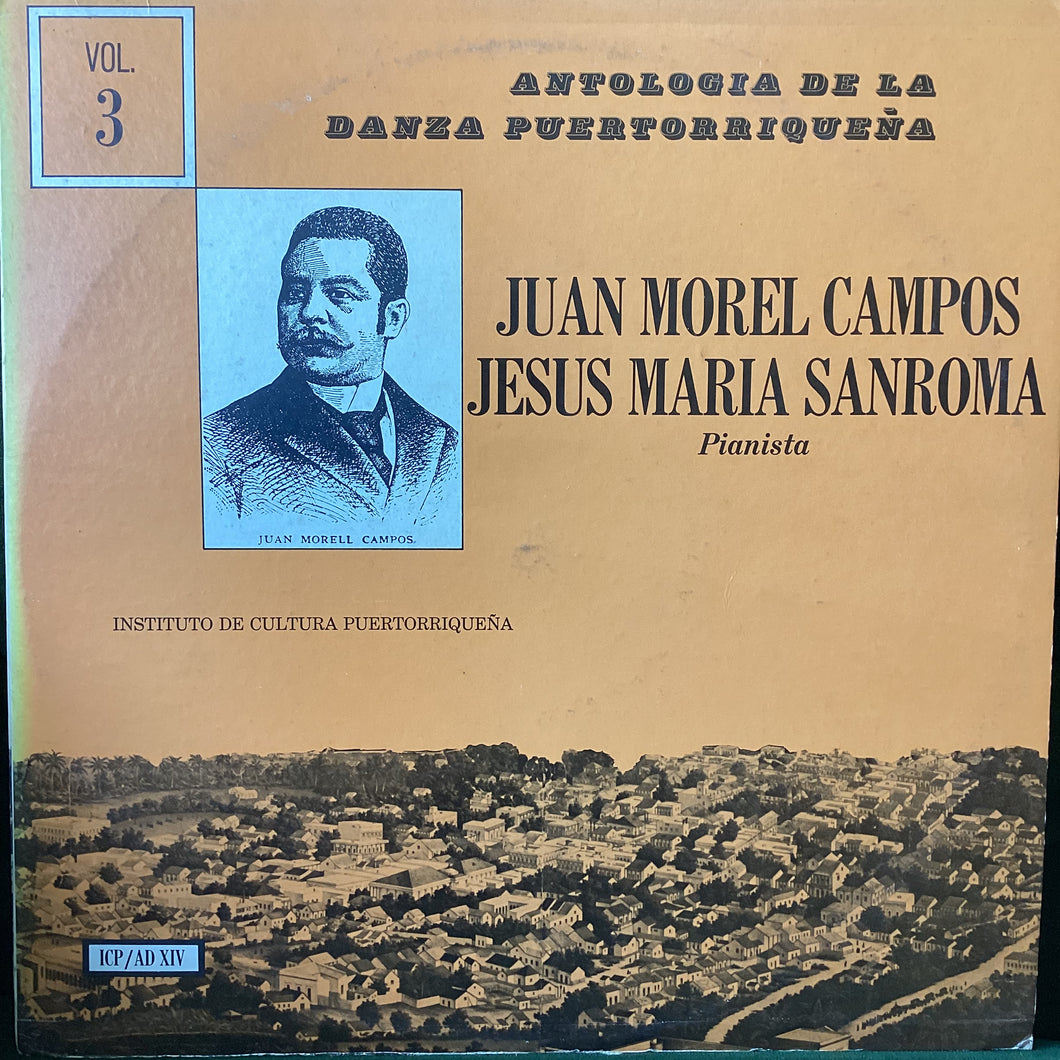 VOL.
3
ANTOLOGIA DE LA
DANZA PUERTORRIQUEÑA
JUAN MOREL CAMPOS
JESUS MARIA SANROMA
Pianista
JUAN MORELL CAMPOS.
INSTITUTO DE CULTURA PUERTORRIQUEÑA
ICP/AD XIV